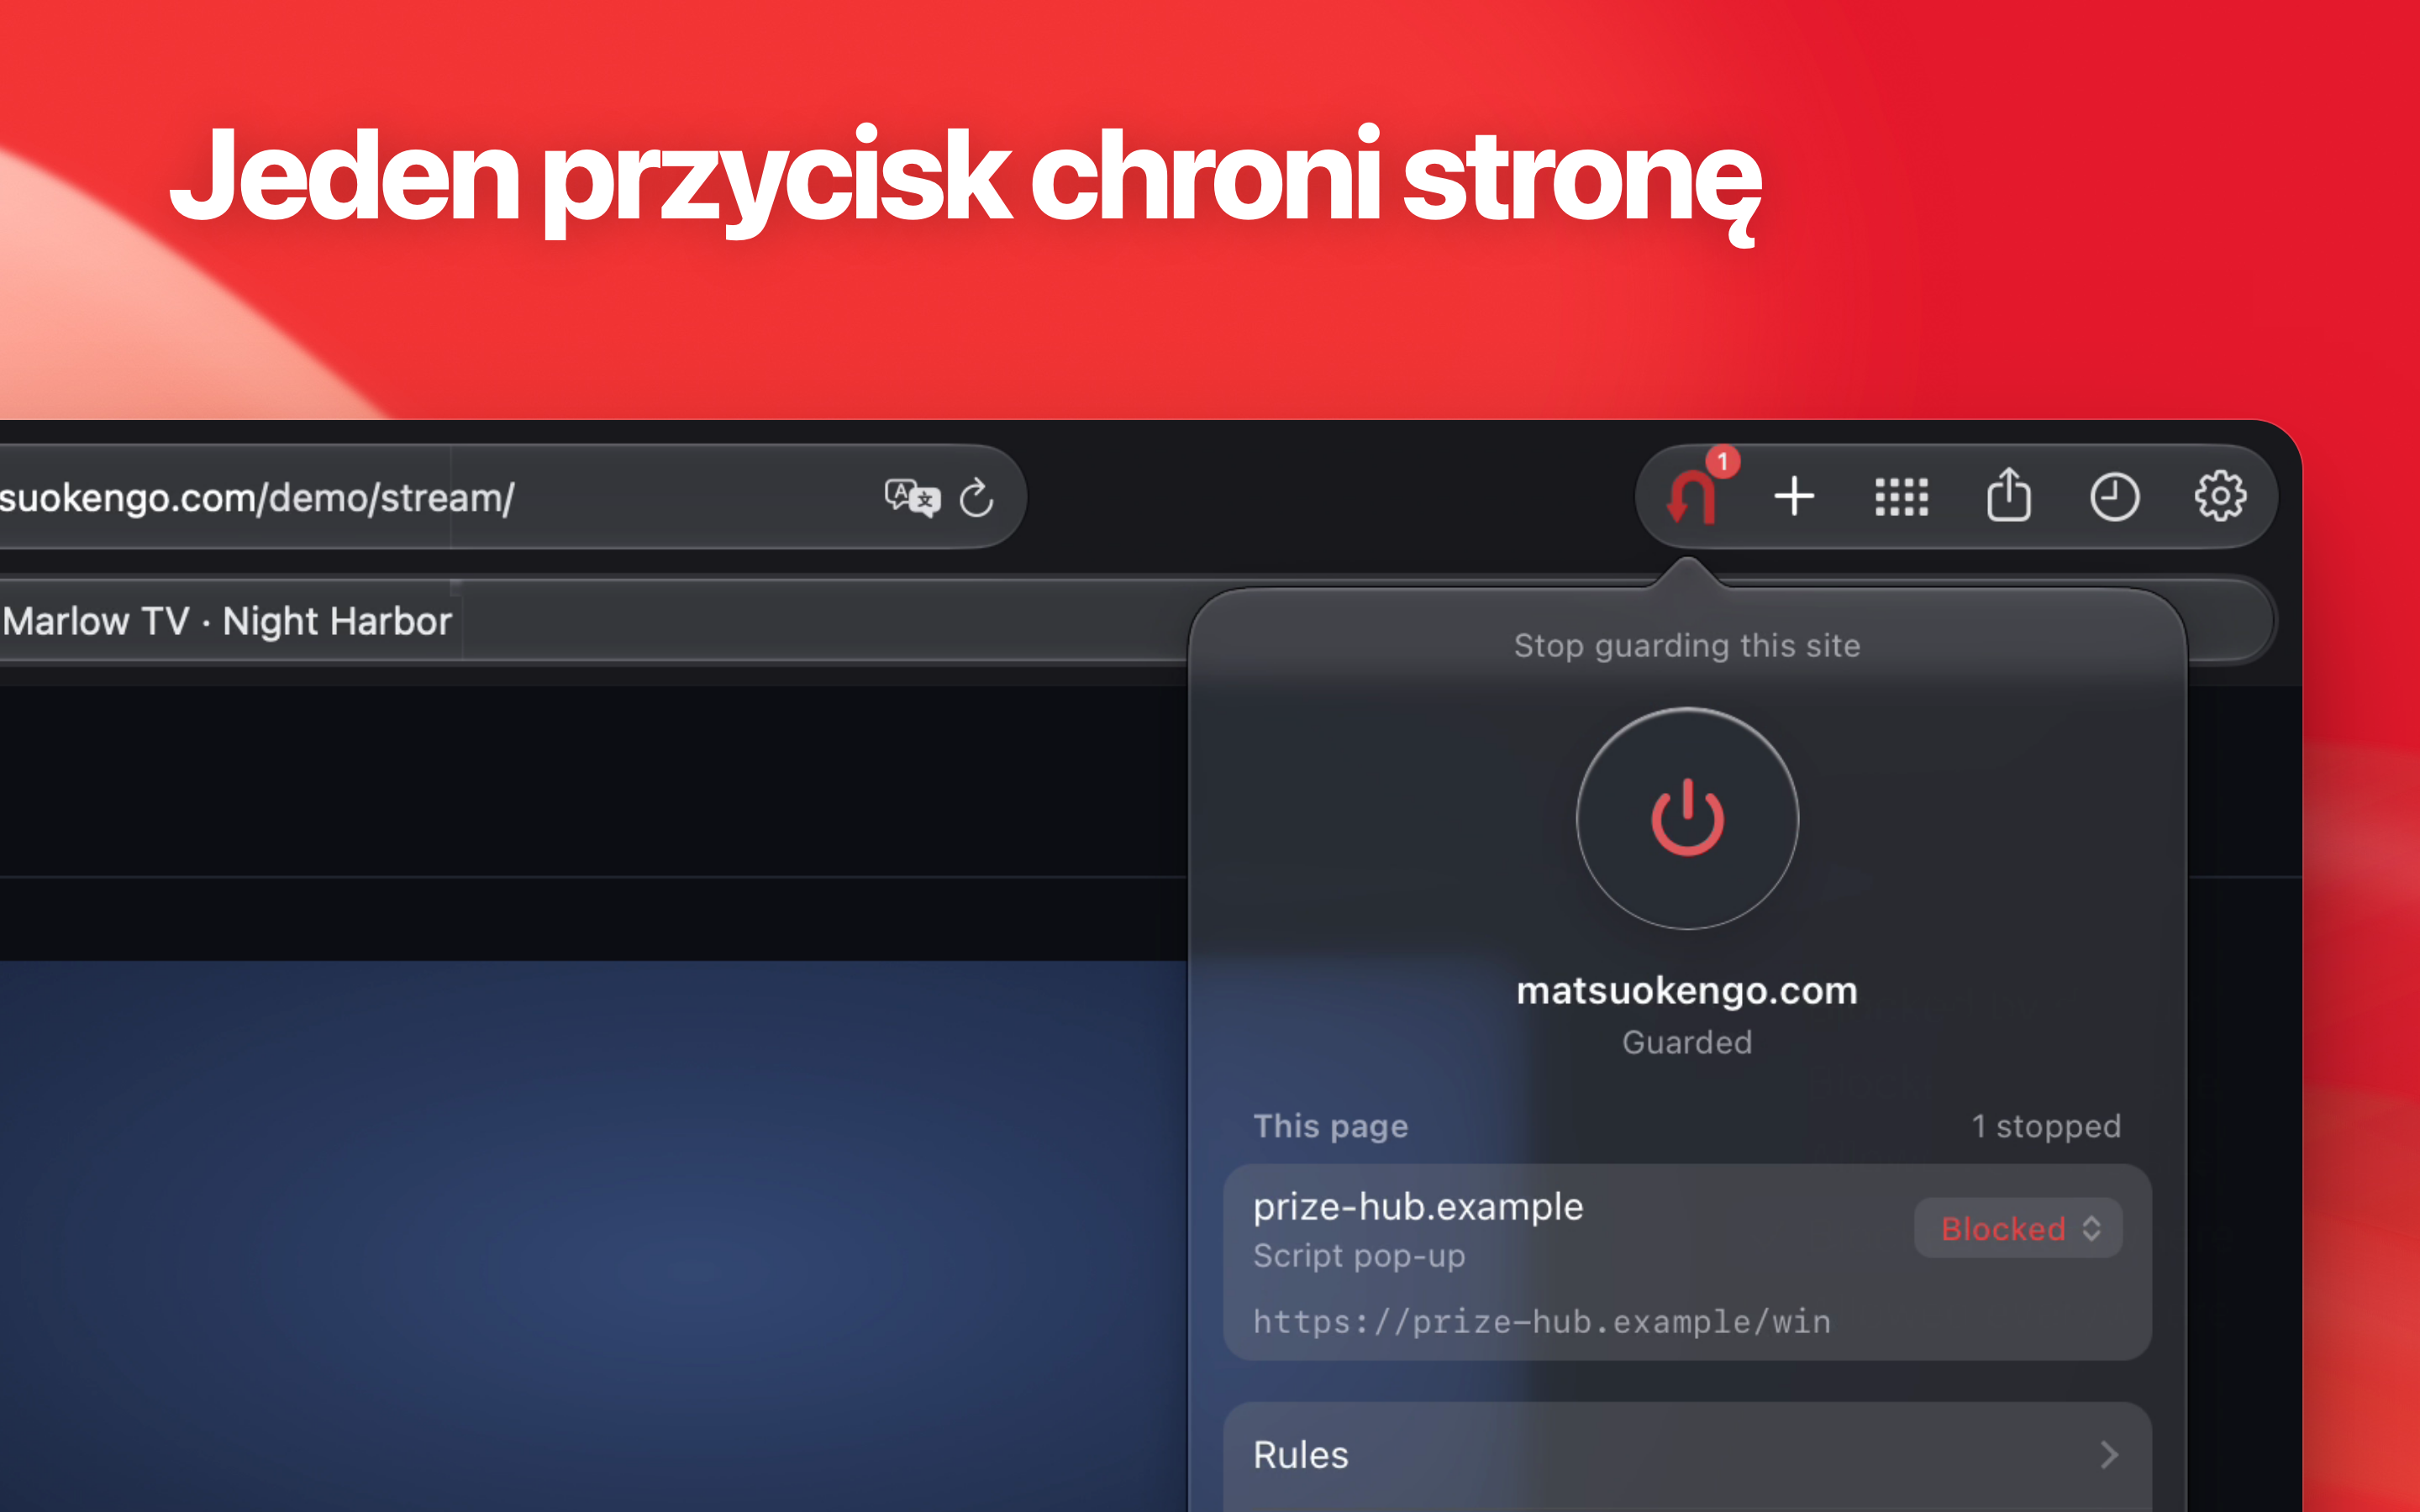 Jeden przycisk chroni stronę
suokengo.com/demo/stream/
1
Marlow TV · Night Harbor
Stop guarding this site
matsuokengo.com
Guarded
This page
1 stopped
prize-hub.example
Blocked
Script pop-up
https://prize-hub.example/win
Rules